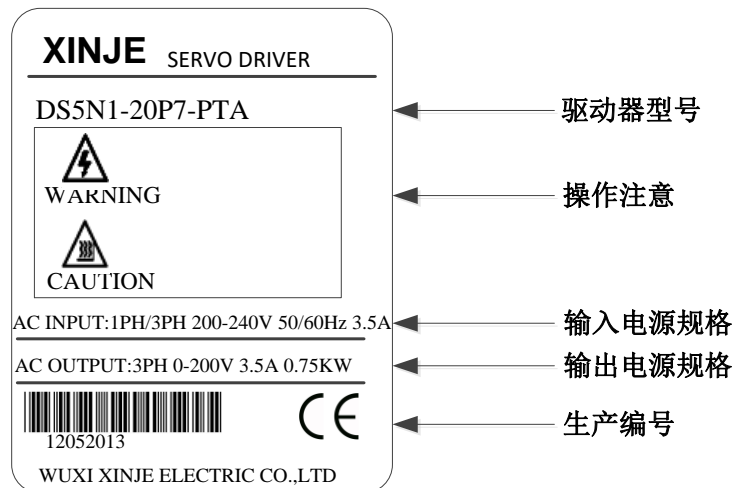 XINJE SERVO DRIVER
DS5N1-20P7-PTA
驱动器型号
WARNING
操作注意
CAUTION
AC INPUT:1PH/3PH 200-240V 50/60Hz 3.5A
输入电源规格
AC OUTPUT:3PH 0-200V 3.5A 0.75KW
输出电源规格
CE
生产编号
12052013
WUXI XINJE ELECTRIC CO.,LTD